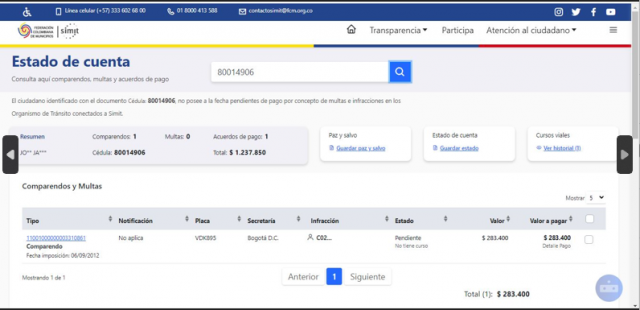 Línea celular (+57) 333 602 68 00
01 8000 413 588
contactosimit@fcm.org.co
FEDERACIÓN COLOMBIANA DE MUNICIPIOS
simit
Transparencia
Participa
Atención al ciudadano
Estado de cuenta
Consulta aquí comparendos, multas y acuerdos de pago
80014906
El ciudadano identificado con el documento Cédula: 80014906, no posee a la fecha pendientes de pago por concepto de multas e infracciones en los
Organismo de Tránsito conectados a Simit.
Resumen
JO** JA***
Comparendos: 1
Multas: 0
Acuerdos de pago: 1
Cédula: 80014906
Total: $ 1.237.850
Paz y salvo
Guardar paz y salvo
Estado de cuenta
Guardar estado
Cursos viales
Ver historial (1)
Comparendos y Multas
Mostrar 5
Tipo Notificación Placa Secretaría Infracción Estado Valor Valor a pagar
Comparendo
Fecha imposición: 06/09/2012
No aplica
VDK895
Bogotá D.C.
C02...
Pendiente
No tiene curso
$ 283.400
$ 283.400
Detalle Pago
Mostrando 1 de 1
Anterior 1 Siguiente
Total (1): $ 283.400